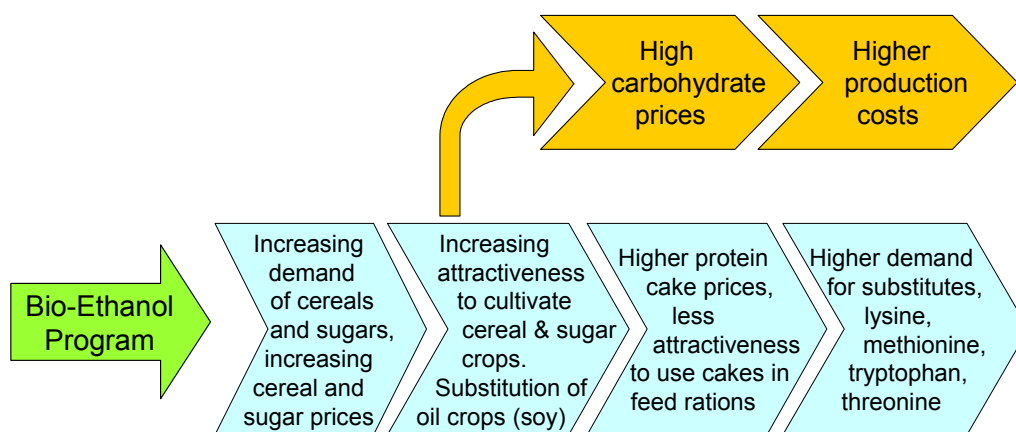 High
carbohydrate
prices
Higher
production
costs
Bio-Ethanol
Program
Increasing
demand
of cereals
and sugars,
increasing
cereal and
sugar prices
Increasing
attractiveness
to cultivate
cereal & sugar
crops.
Substitution of
oil crops (soy)
Higher protein
cake prices,
less
attractiveness
to use cakes in
feed rations
Higher demand
for substitutes,
lysine,
methionine,
tryptophan,
threonine